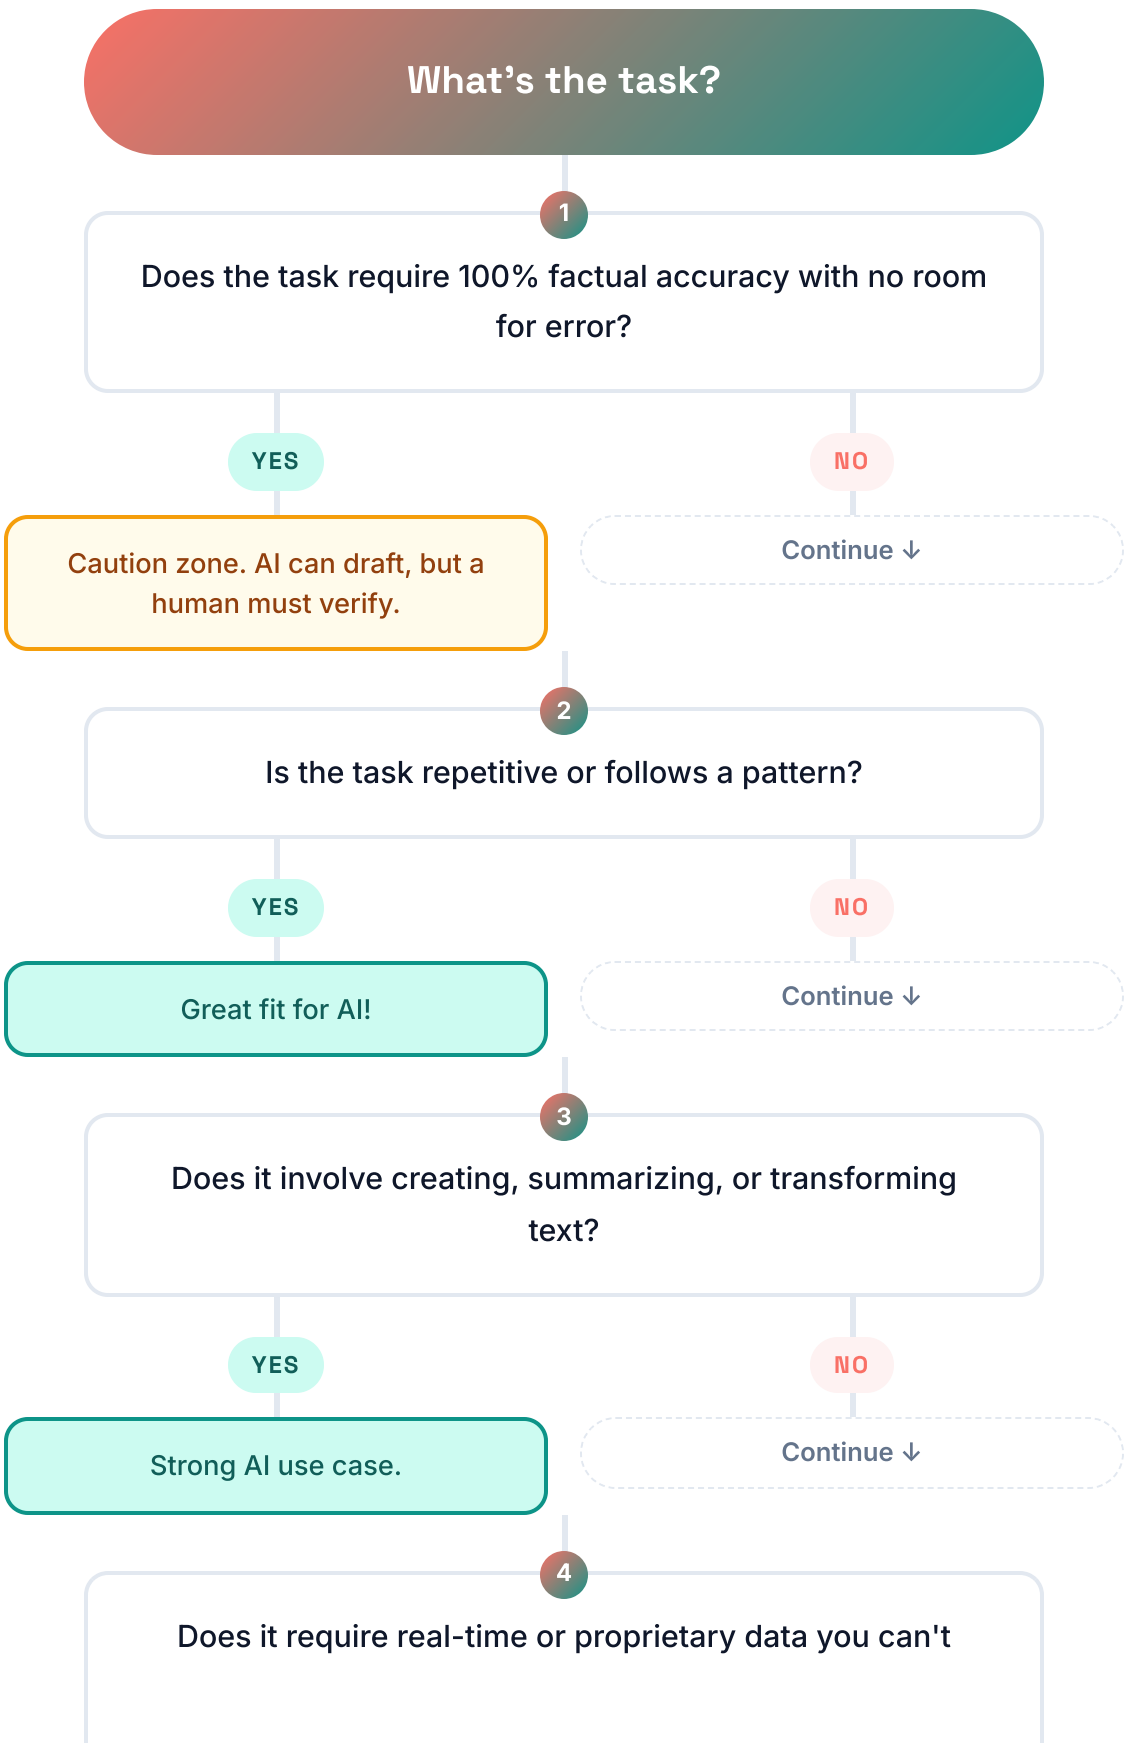 What’s the task?
1
Does the task require 100% factual accuracy with no room
for error?
YES
NO
Caution zone. AI can draft, but a
human must verify.
Continue ↓
2
Is the task repetitive or follows a pattern?
YES
NO
Great fit for AI!
Continue ↓
3
Does it involve creating, summarizing, or transforming
text?
YES
NO
Strong AI use case.
Continue ↓
4
Does it require real-time or proprietary data you can't